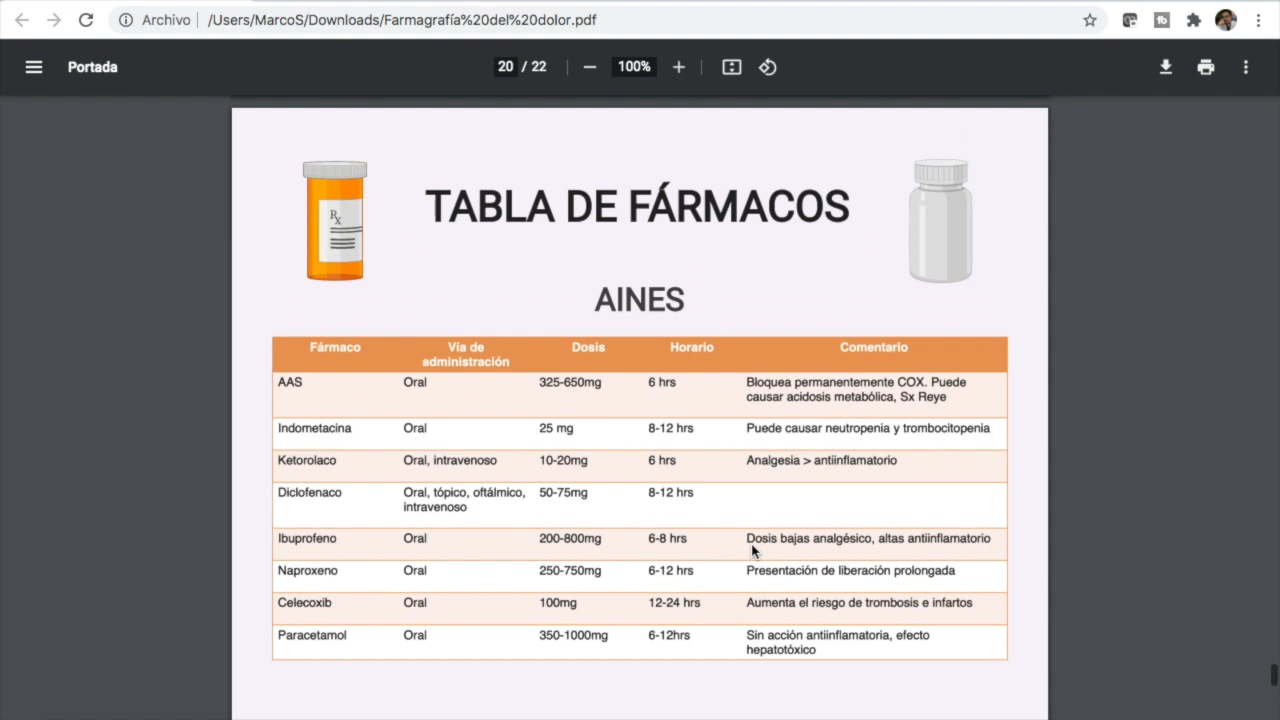 Archivo | /Users/MarcoS/Downloads/Farmagrafía%20del%20dolor.pdf
Portada
20 / 22
100%
Rx
TABLA DE FÁRMACOS
AINES
Fármaco Vía de administración Dosis Horario Comentario
AAS Oral 325-650mg 6 hrs Bloquea permanentemente COX. Puede
causar acidosis metabólica, Sx Reye
Indometacina Oral 25 mg 8-12 hrs Puede causar neutropenia y trombocitopenia
Ketorolaco Oral, intravenoso 10-20mg 6 hrs Analgesia > antiinflamatorio
Diclofenaco Oral, tópico, oftálmico, 50-75mg 8-12 hrs
intravenoso
Ibuprofeno Oral 200-800mg 6-8 hrs Dosis bajas analgésico, altas antiinflamatorio
Naproxeno Oral 250-750mg 6-12 hrs Presentación de liberación prolongada
Celecoxib Oral 100mg 12-24 hrs Aumenta el riesgo de trombosis e infartos
Paracetamol Oral 350-1000mg 6-12hrs Sin acción antiinflamatoria, efecto
hepatotóxico